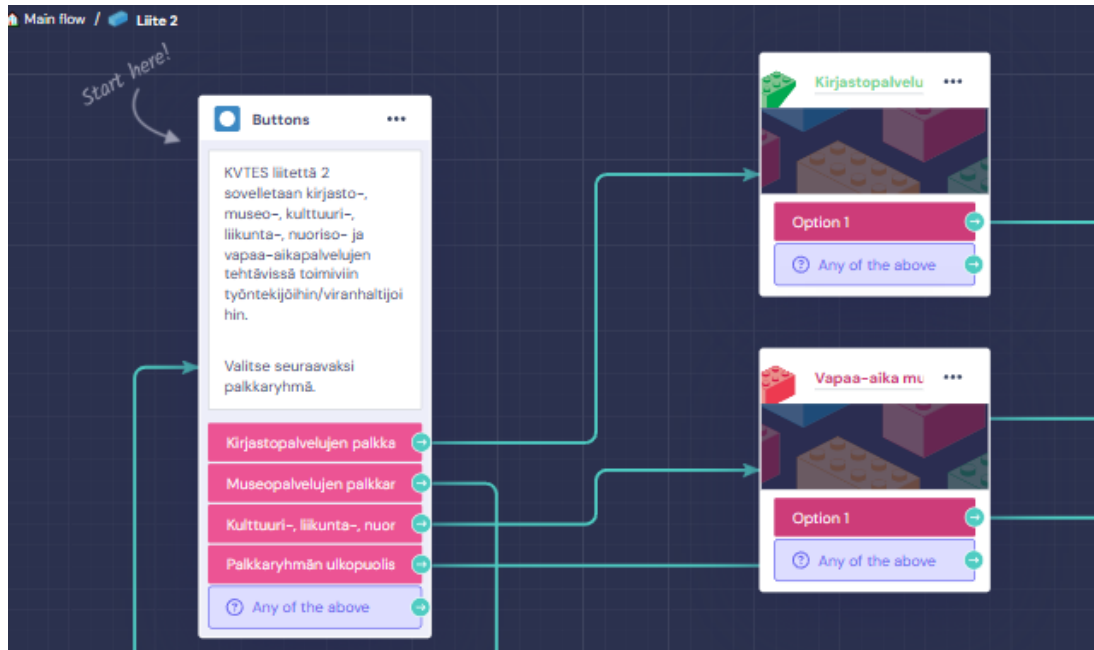 Main flow / Liite 2
Start here!
Buttons
KVTES liitettä 2
sovelletaan kirjasto-,
museo-, kulttuuri-,
liikunta-, nuoriso- ja
vapaa-aikapalvelujen
tehtävissä toimiviin
työntekijöihin/viranhaltijoi
hin.
Valitse seuraavaksi
palkkaryhmä.
Kirjastopalvelujen palkka
Museopalvelujen palkkar
Kulttuuri-, liikunta-, nuor
Palkkaryhmän ulkopuolis
Any of the above
Kirjastopalvelu
Option 1
Any of the above
Vapaa-aika mu
Option 1
Any of the above